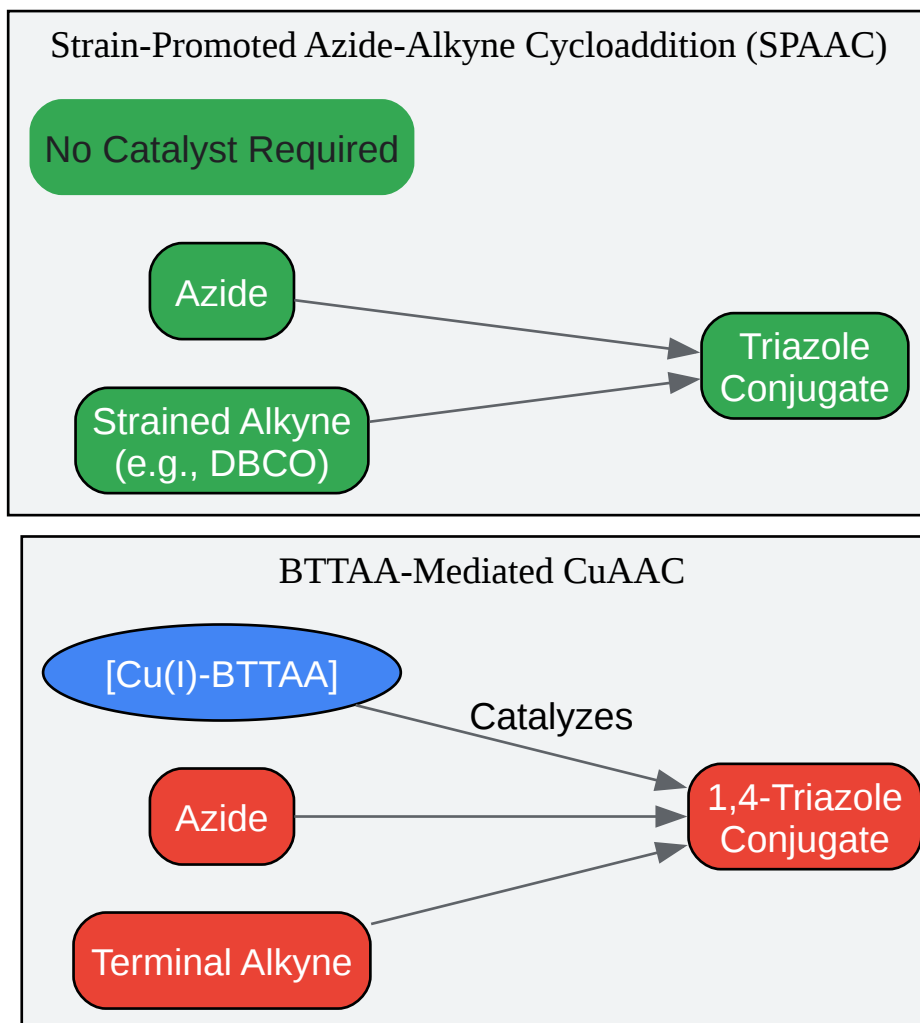 Strain-Promoted Azide-Alkyne Cycloaddition (SPAAC)
No Catalyst Required
Azide
Strained Alkyne
(e.g., DBCO)
Triazole
Conjugate
BTTAA-Mediated CuAAC
[Cu(I)-BTTAA]
Catalyzes
Azide
Terminal Alkyne
1,4-Triazole
Conjugate